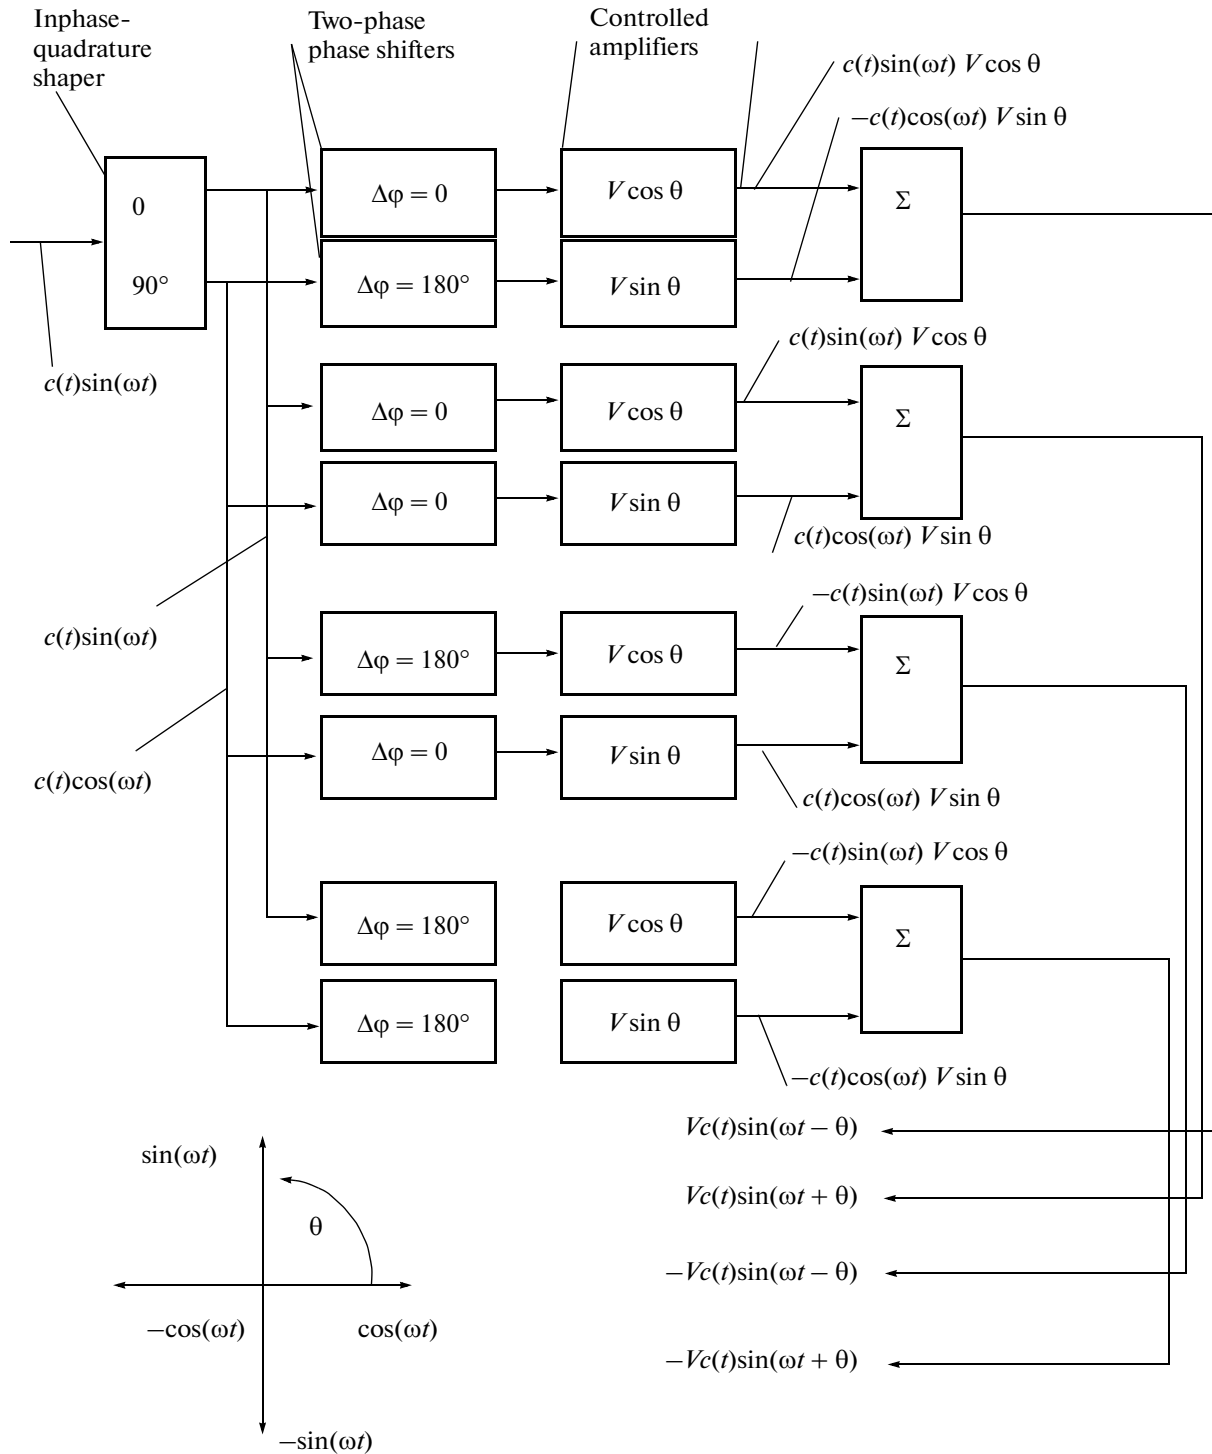 Inphase-
quadrature
shaper
Two-phase
phase shifters
Controlled
amplifiers
c(t)sin(ωt) V cos θ
−c(t)cos(ωt) V sin θ
0
90°
Δφ = 0
V cos θ
Σ
Δφ = 180°
V sin θ
c(t)sin(ωt)
c(t)sin(ωt) V cos θ
Δφ = 0
V cos θ
Σ
Δφ = 0
V sin θ
c(t)cos(ωt) V sin θ
−c(t)sin(ωt) V cos θ
c(t)sin(ωt)
Δφ = 180°
V cos θ
Σ
Δφ = 0
V sin θ
c(t)cos(ωt)
c(t)cos(ωt) V sin θ
−c(t)sin(ωt) V cos θ
Δφ = 180°
V cos θ
Σ
Δφ = 180°
V sin θ
−c(t)cos(ωt) V sin θ
Vc(t)sin(ωt − θ)
Vc(t)sin(ωt + θ)
−Vc(t)sin(ωt − θ)
−Vc(t)sin(ωt + θ)
sin(ωt)
θ
−cos(ωt)
cos(ωt)
−sin(ωt)